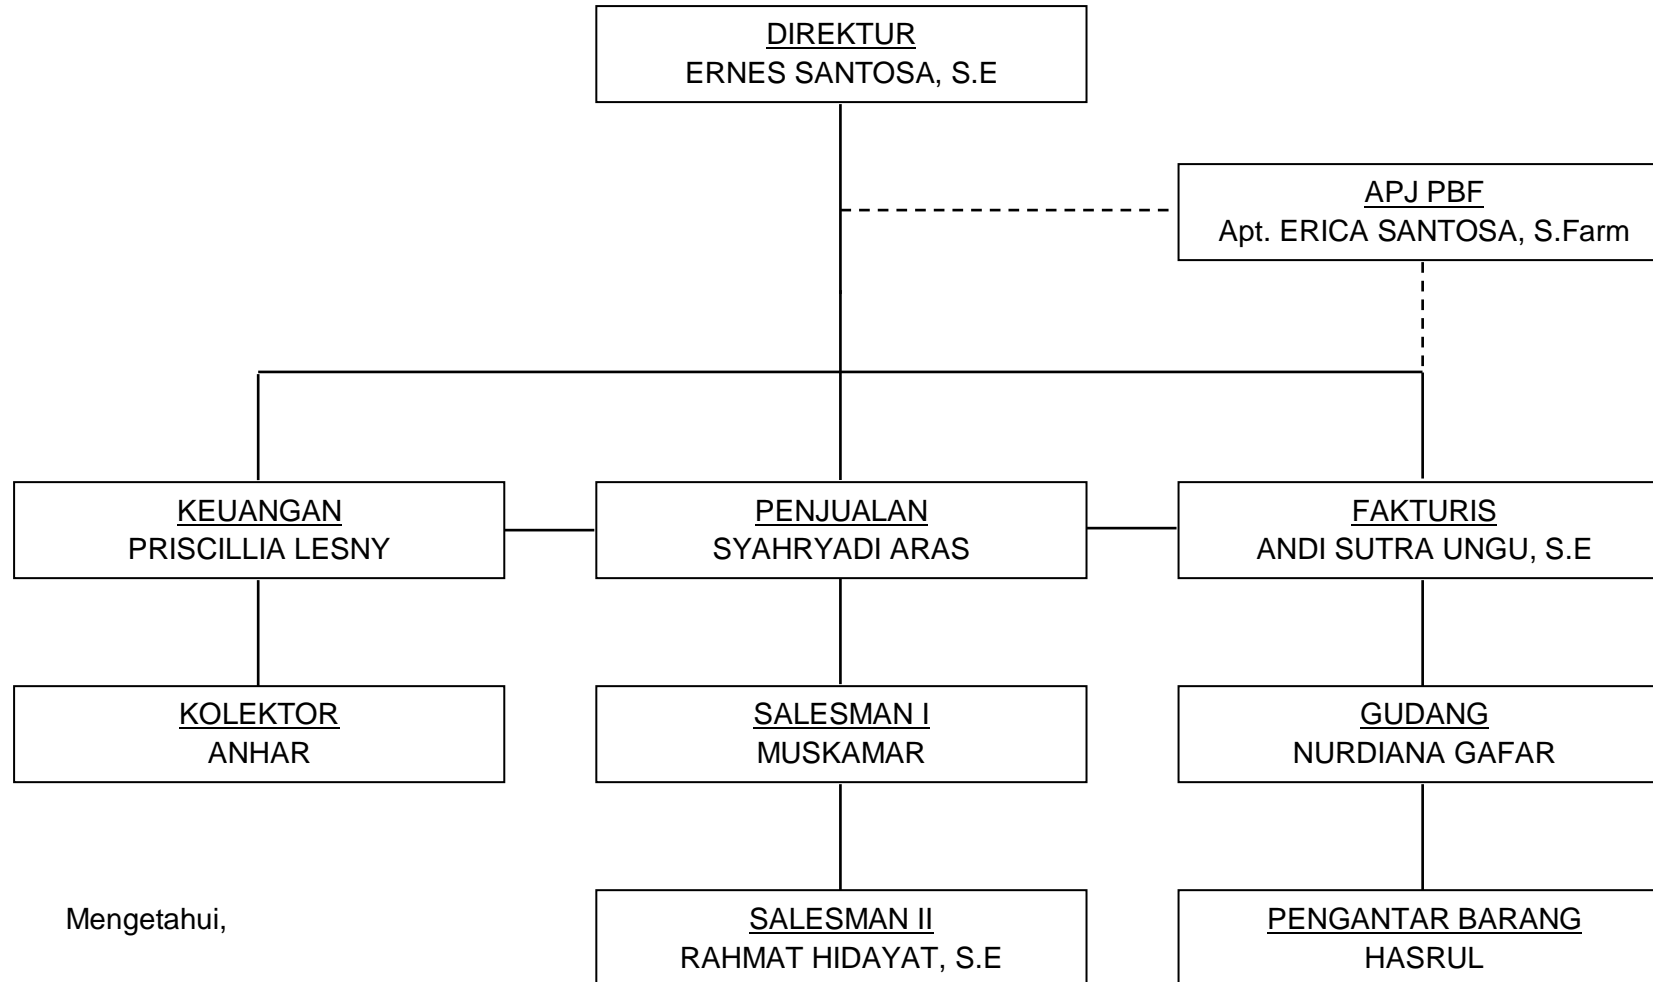 DIREKTUR
ERNES SANTOSA, S.E
APJ PBF
Apt. ERICA SANTOSA, S.Farm
KEUANGAN
PRISCILLIA LESNY
PENJUALAN
SYAHRYADI ARAS
FAKTURIS
ANDI SUTRA UNGU, S.E
KOLEKTOR
ANHAR
SALESMAN I
MUSKAMAR
GUDANG
NURDIANA GAFAR
Mengetahui,
SALESMAN II
RAHMAT HIDAYAT, S.E
PENGANTAR BARANG
HASRUL